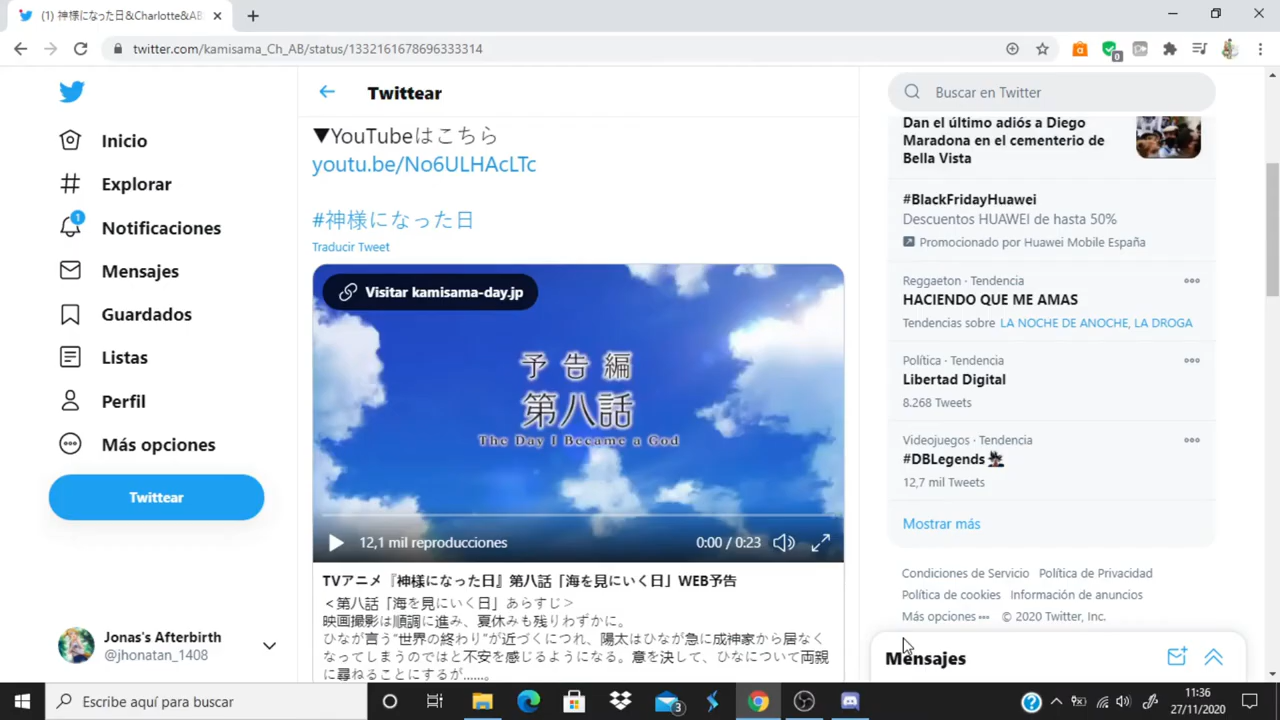 (1) 神様になった日&Charlotte&AB
twitter.com/kamisama_Ch_AB/status/1332161678696333314
0
Inicio
Explorar
1
Notificaciones
Mensajes
Guardados
Listas
Perfil
Más opciones
Twittear
Jonas's Afterbirth
@jhonatan_1408
Twittear
▼YouTubeはこちら
youtu.be/No6ULHAcLTc
#神様になった日
Traducir Tweet
Visitar kamisama-day.jp
予告編
第八話
The Day I Became a God
12,1 mil reproducciones
0:00 / 0:23
TVアニメ『神様になった日』第八話「海を見にいく日」WEB予告
＜第八話「海を見にいく日」あらすじ＞
映画撮影は順調に進み、夏休みも残りわずかに。
ひなが言う“世界の終わり”が近づくにつれ、陽太はひなが急に成神家から居なく
なってしまうのではと不安を感じるようになる。意を決して、ひなについて両親
に尋ねることにするが……。
Buscar en Twitter
Dan el último adiós a Diego
Maradona en el cementerio de
Bella Vista
#BlackFridayHuawei
Descuentos HUAWEI de hasta 50%
Promocionado por Huawei Mobile España
Reggaeton · Tendencia
HACIENDO QUE ME AMAS
Tendencias sobre LA NOCHE DE ANOCHE, LA DROGA
Política · Tendencia
Libertad Digital
8.268 Tweets
Videojuegos · Tendencia
#DBLegends
12,7 mil Tweets
Mostrar más
Condiciones de Servicio Política de Privacidad
Política de cookies Información de anuncios
Más opciones © 2020 Twitter, Inc.
Mensajes
Escribe aquí para buscar
3
11:36
27/11/2020